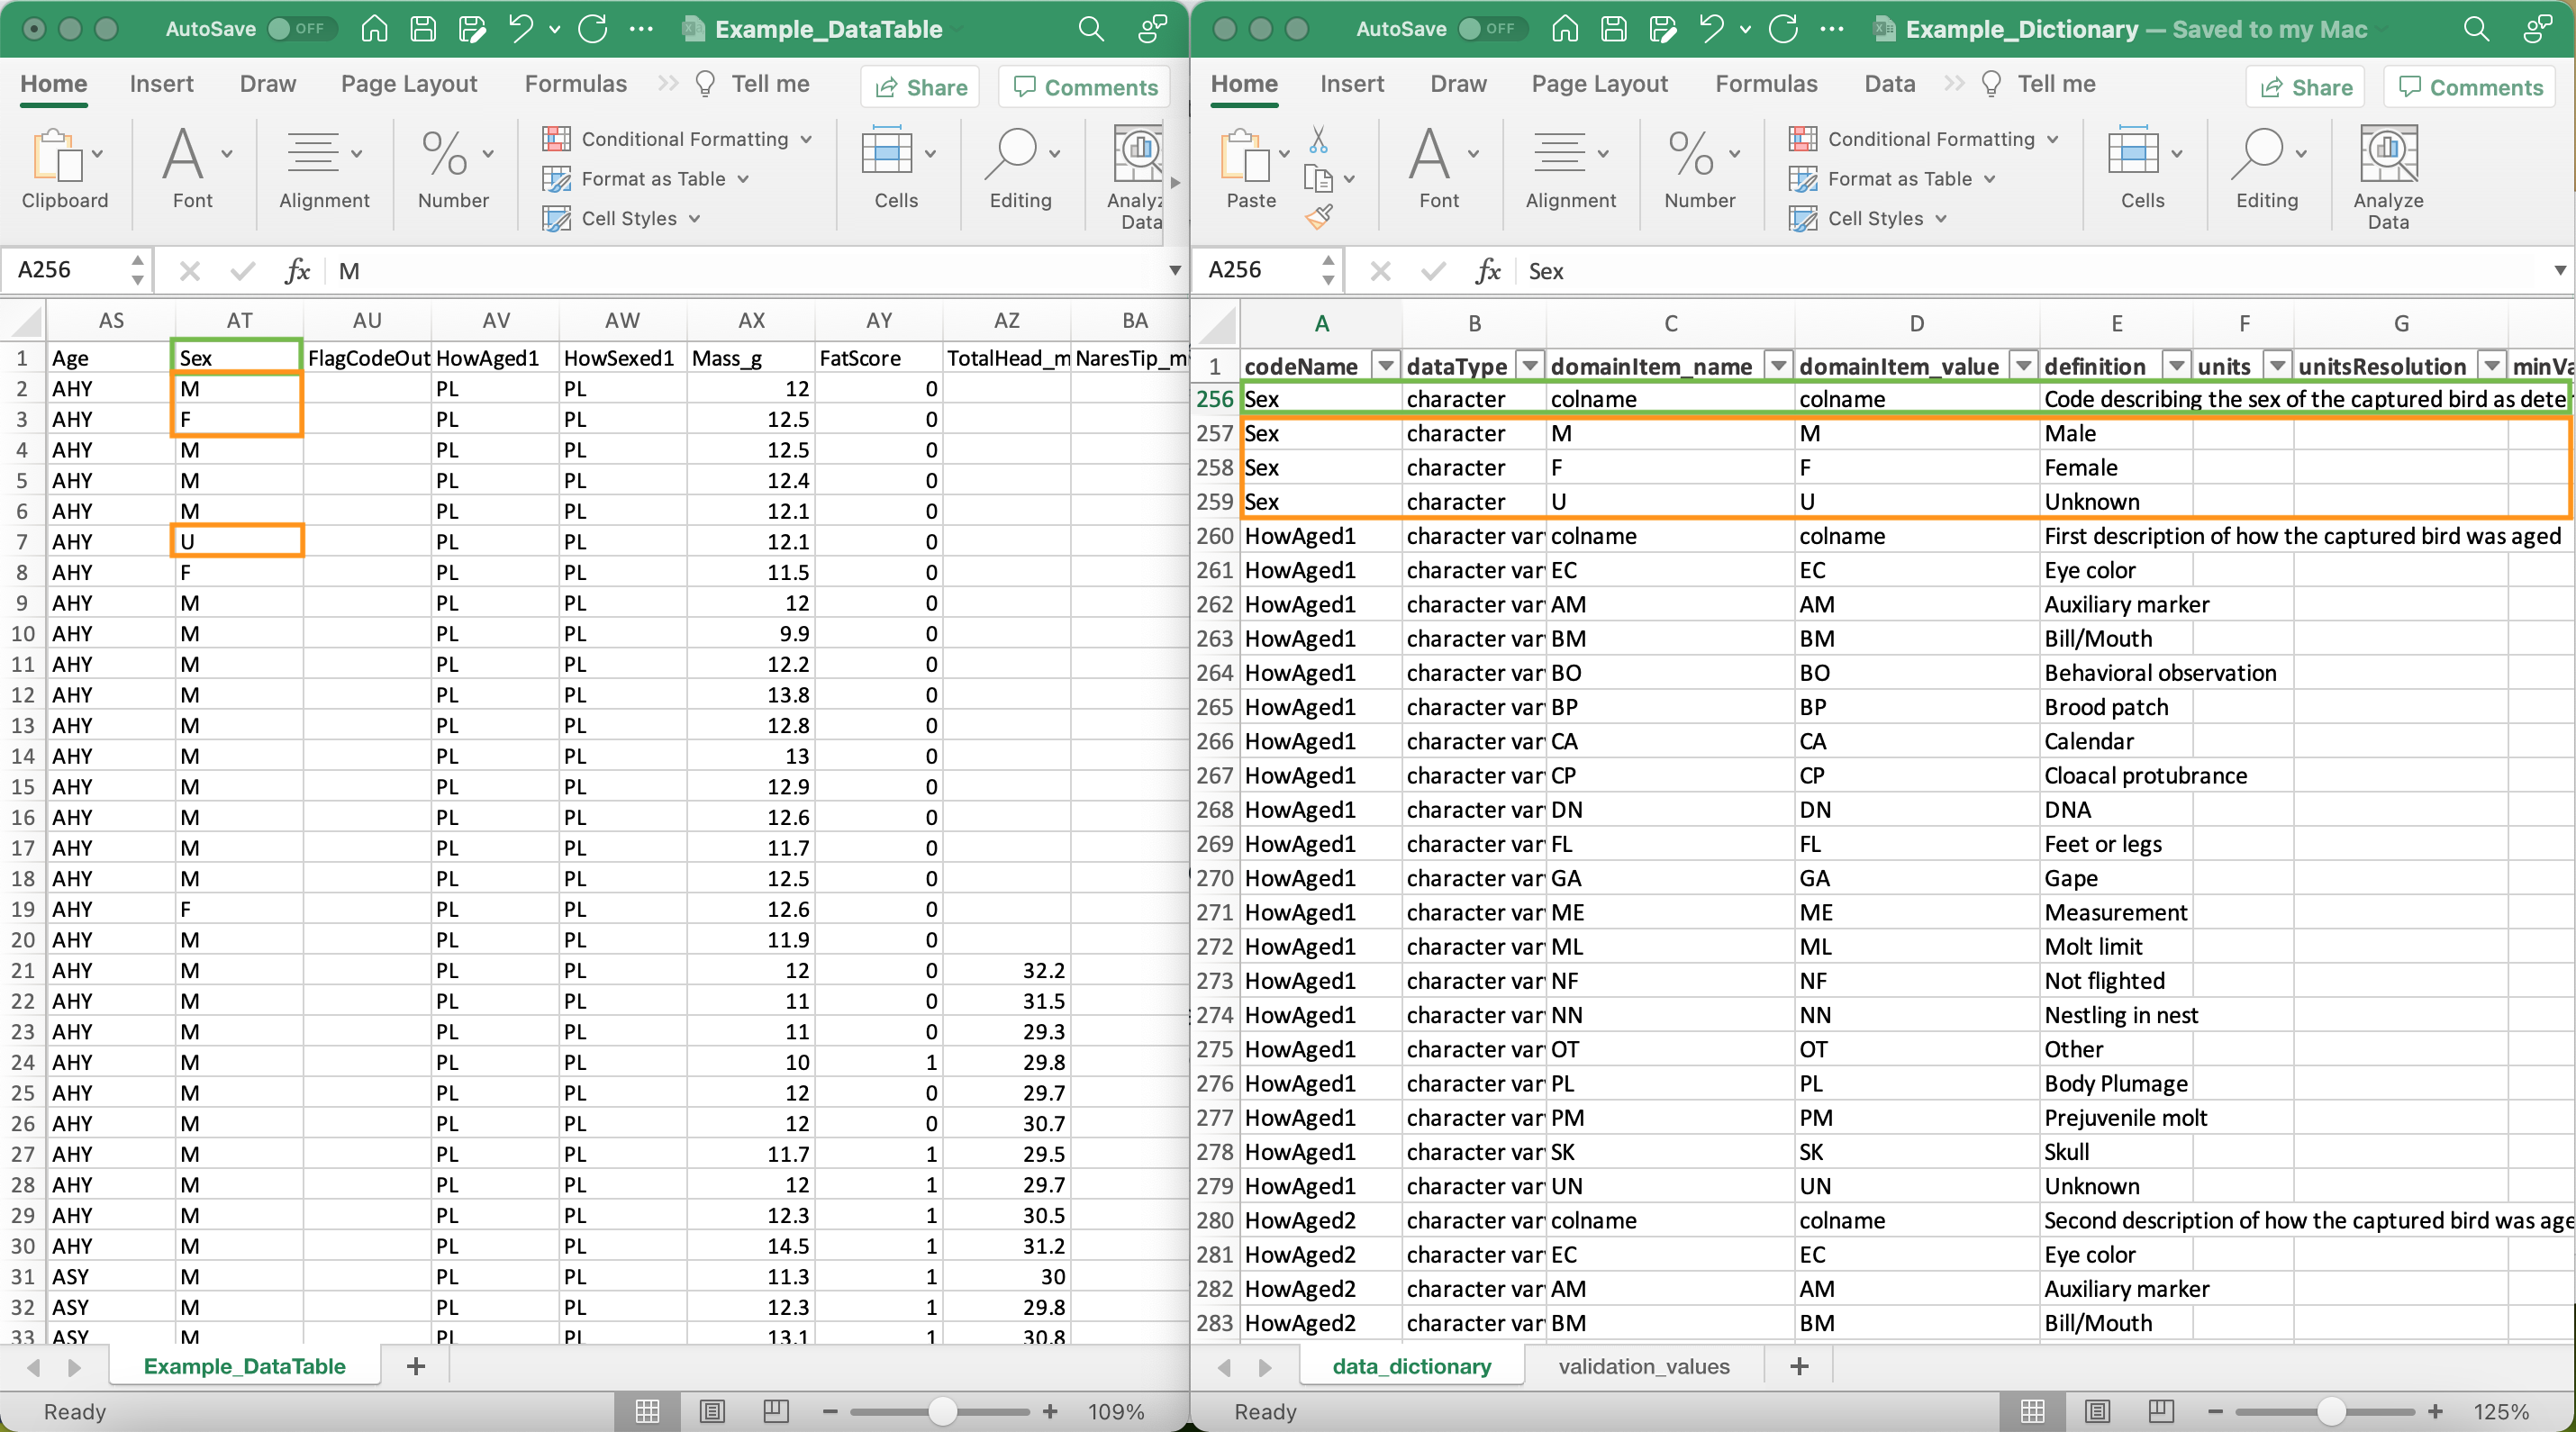 AutoSave OFF Example_DataTable
Home Insert Draw Page Layout Formulas Tell me Share Comments
Clipboard Font Alignment Number Conditional Formatting Format as Table Cell Styles Cells Editing Analyz Data
A256 fx M
AS AT AU AV AW AX AY AZ BA
1 Age Sex FlagCodeOut HowAged1 HowSexed1 Mass_g FatScore TotalHead_m NaresTip_m
2 AHY M PL PL 12 0
3 AHY F PL PL 12.5 0
4 AHY M PL PL 12.5 0
5 AHY M PL PL 12.4 0
6 AHY M PL PL 12.1 0
7 AHY U PL PL 12.1 0
8 AHY F PL PL 11.5 0
9 AHY M PL PL 12 0
10 AHY M PL PL 9.9 0
11 AHY M PL PL 12.2 0
12 AHY M PL PL 13.8 0
13 AHY M PL PL 12.8 0
14 AHY M PL PL 13 0
15 AHY M PL PL 12.9 0
16 AHY M PL PL 12.6 0
17 AHY M PL PL 11.7 0
18 AHY M PL PL 12.5 0
19 AHY F PL PL 12.6 0
20 AHY M PL PL 11.9 0
21 AHY M PL PL 12 0 32.2
22 AHY M PL PL 11 0 31.5
23 AHY M PL PL 11 0 29.3
24 AHY M PL PL 10 1 29.8
25 AHY M PL PL 12 0 29.7
26 AHY M PL PL 12 0 30.7
27 AHY M PL PL 11.7 1 29.5
28 AHY M PL PL 12 1 29.7
29 AHY M PL PL 12.3 1 30.5
30 AHY M PL PL 14.5 1 31.2
31 ASY M PL PL 11.3 1 30
32 ASY M PL PL 12.3 1 29.8
33 ASY M PL PL 13.1 1 30.8
Example_DataTable +
Ready 109%
AutoSave OFF Example_Dictionary — Saved to my Mac
Home Insert Draw Page Layout Formulas Data Tell me Share Comments
Paste Font Alignment Number Conditional Formatting Format as Table Cell Styles Cells Editing Analyze Data
A256 fx Sex
A B C D E F G
1 codeName dataType domainItem_name domainItem_value definition units unitsResolution minVa
256 Sex character colname colname Code describing the sex of the captured bird as dete
257 Sex character M M Male
258 Sex character F F Female
259 Sex character U U Unknown
260 HowAged1 character var colname colname First description of how the captured bird was aged
261 HowAged1 character var EC EC Eye color
262 HowAged1 character var AM AM Auxiliary marker
263 HowAged1 character var BM BM Bill/Mouth
264 HowAged1 character var BO BO Behavioral observation
265 HowAged1 character var BP BP Brood patch
266 HowAged1 character var CA CA Calendar
267 HowAged1 character var CP CP Cloacal protubrance
268 HowAged1 character var DN DN DNA
269 HowAged1 character var FL FL Feet or legs
270 HowAged1 character var GA GA Gape
271 HowAged1 character var ME ME Measurement
272 HowAged1 character var ML ML Molt limit
273 HowAged1 character var NF NF Not flighted
274 HowAged1 character var NN NN Nestling in nest
275 HowAged1 character var OT OT Other
276 HowAged1 character var PL PL Body Plumage
277 HowAged1 character var PM PM Prejuvenile molt
278 HowAged1 character var SK SK Skull
279 HowAged1 character var UN UN Unknown
280 HowAged2 character var colname colname Second description of how the captured bird was age
281 HowAged2 character var EC EC Eye color
282 HowAged2 character var AM AM Auxiliary marker
283 HowAged2 character var BM BM Bill/Mouth
data_dictionary validation_values +
Ready 125%